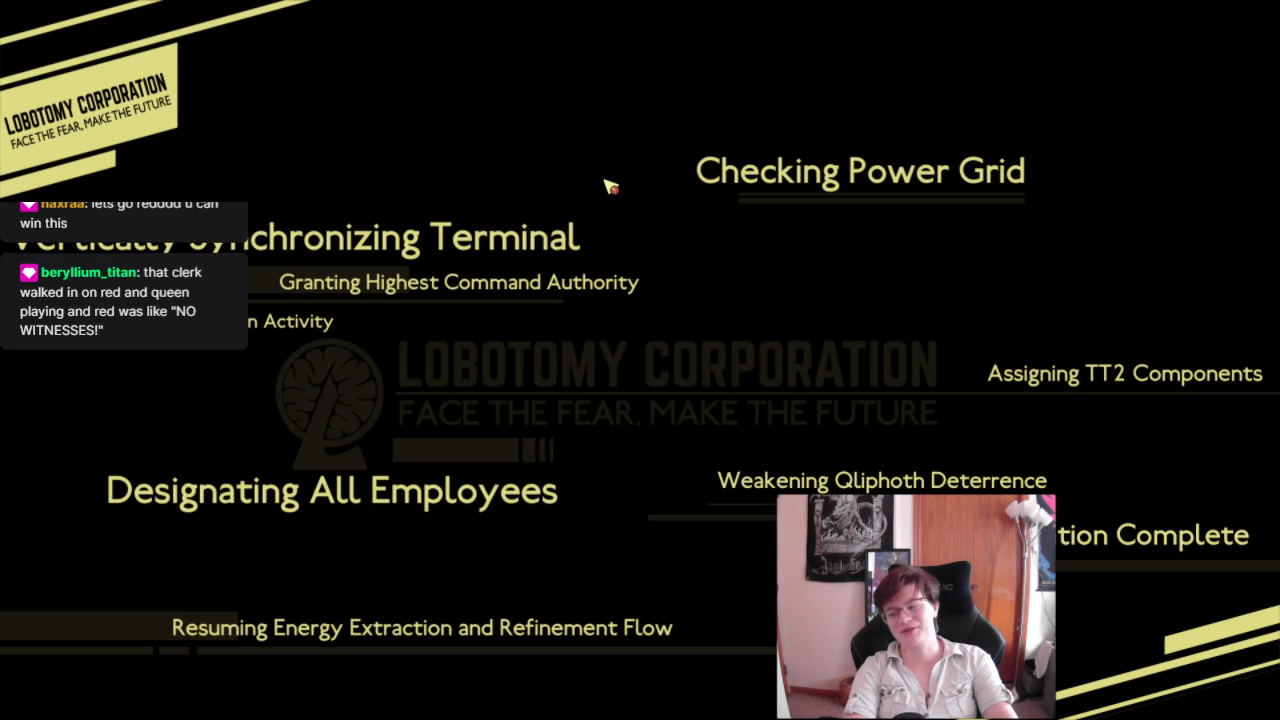 LOBOTOMY CORPORATION
FACE THE FEAR, MAKE THE FUTURE
Checking Power Grid
naxraa: lets go redddd u can
win this
Vertically Synchronizing Terminal
beryllium_titan: that clerk
walked in on red and queen
playing and red was like "NO
WITNESSES!"
Granting Highest Command Authority
n Activity
LOBOTOMY CORPORATION
FACE THE FEAR, MAKE THE FUTURE
Assigning TT2 Components
Designating All Employees
Weakening Qliphoth Deterrence
tion Complete
Resuming Energy Extraction and Refinement Flow